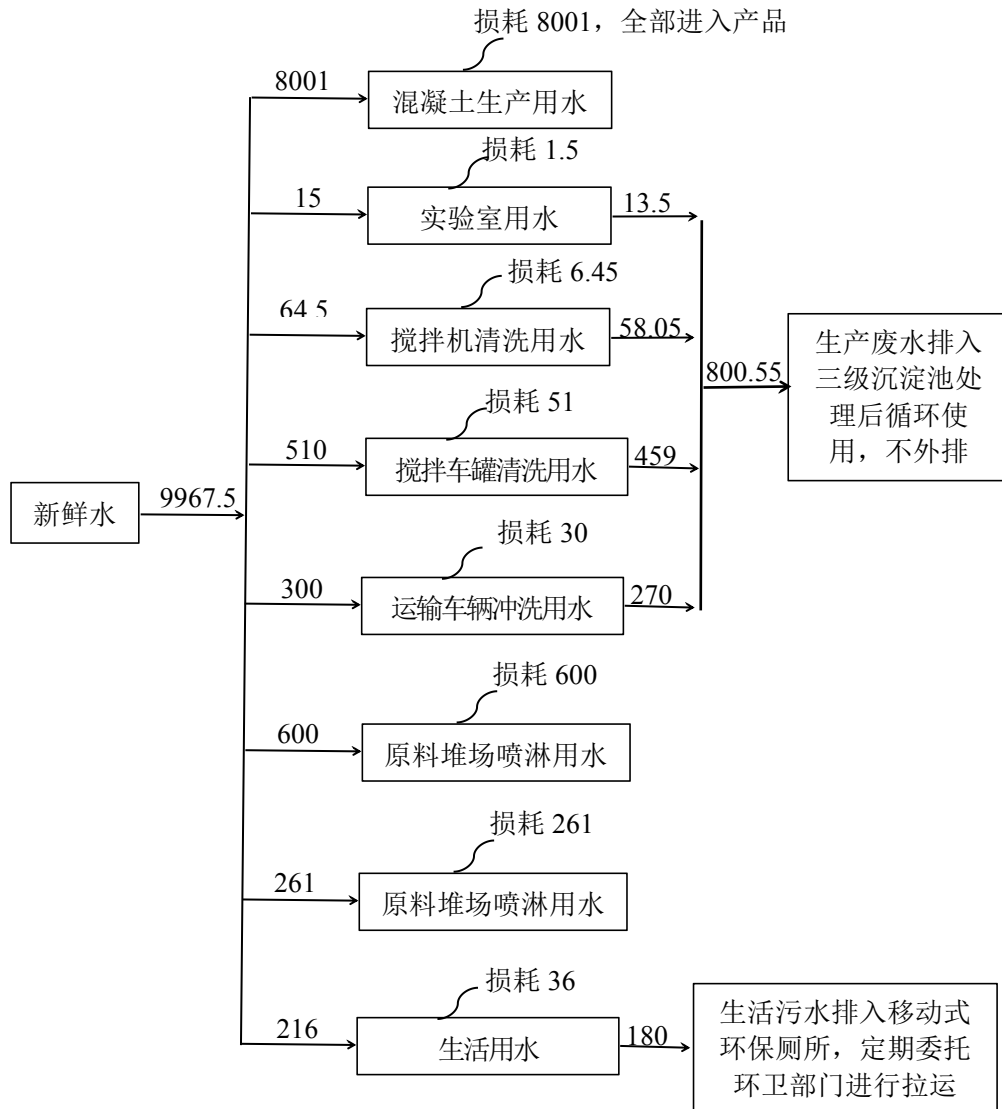 损耗 8001，全部进入产品
8001
混凝土生产用水
损耗 1.5
15
实验室用水
13.5
损耗 6.45
64.5
搅拌机清洗用水
58.05
800.55
生产废水排入
三级沉淀池处
理后循环使
用，不外排
损耗 51
510
搅拌车罐清洗用水
459
新鲜水
9967.5
损耗 30
300
运输车辆冲洗用水
270
损耗 600
600
原料堆场喷淋用水
损耗 261
261
原料堆场喷淋用水
损耗 36
216
生活用水
180
生活污水排入移动式
环保厕所，定期委托
环卫部门进行拉运